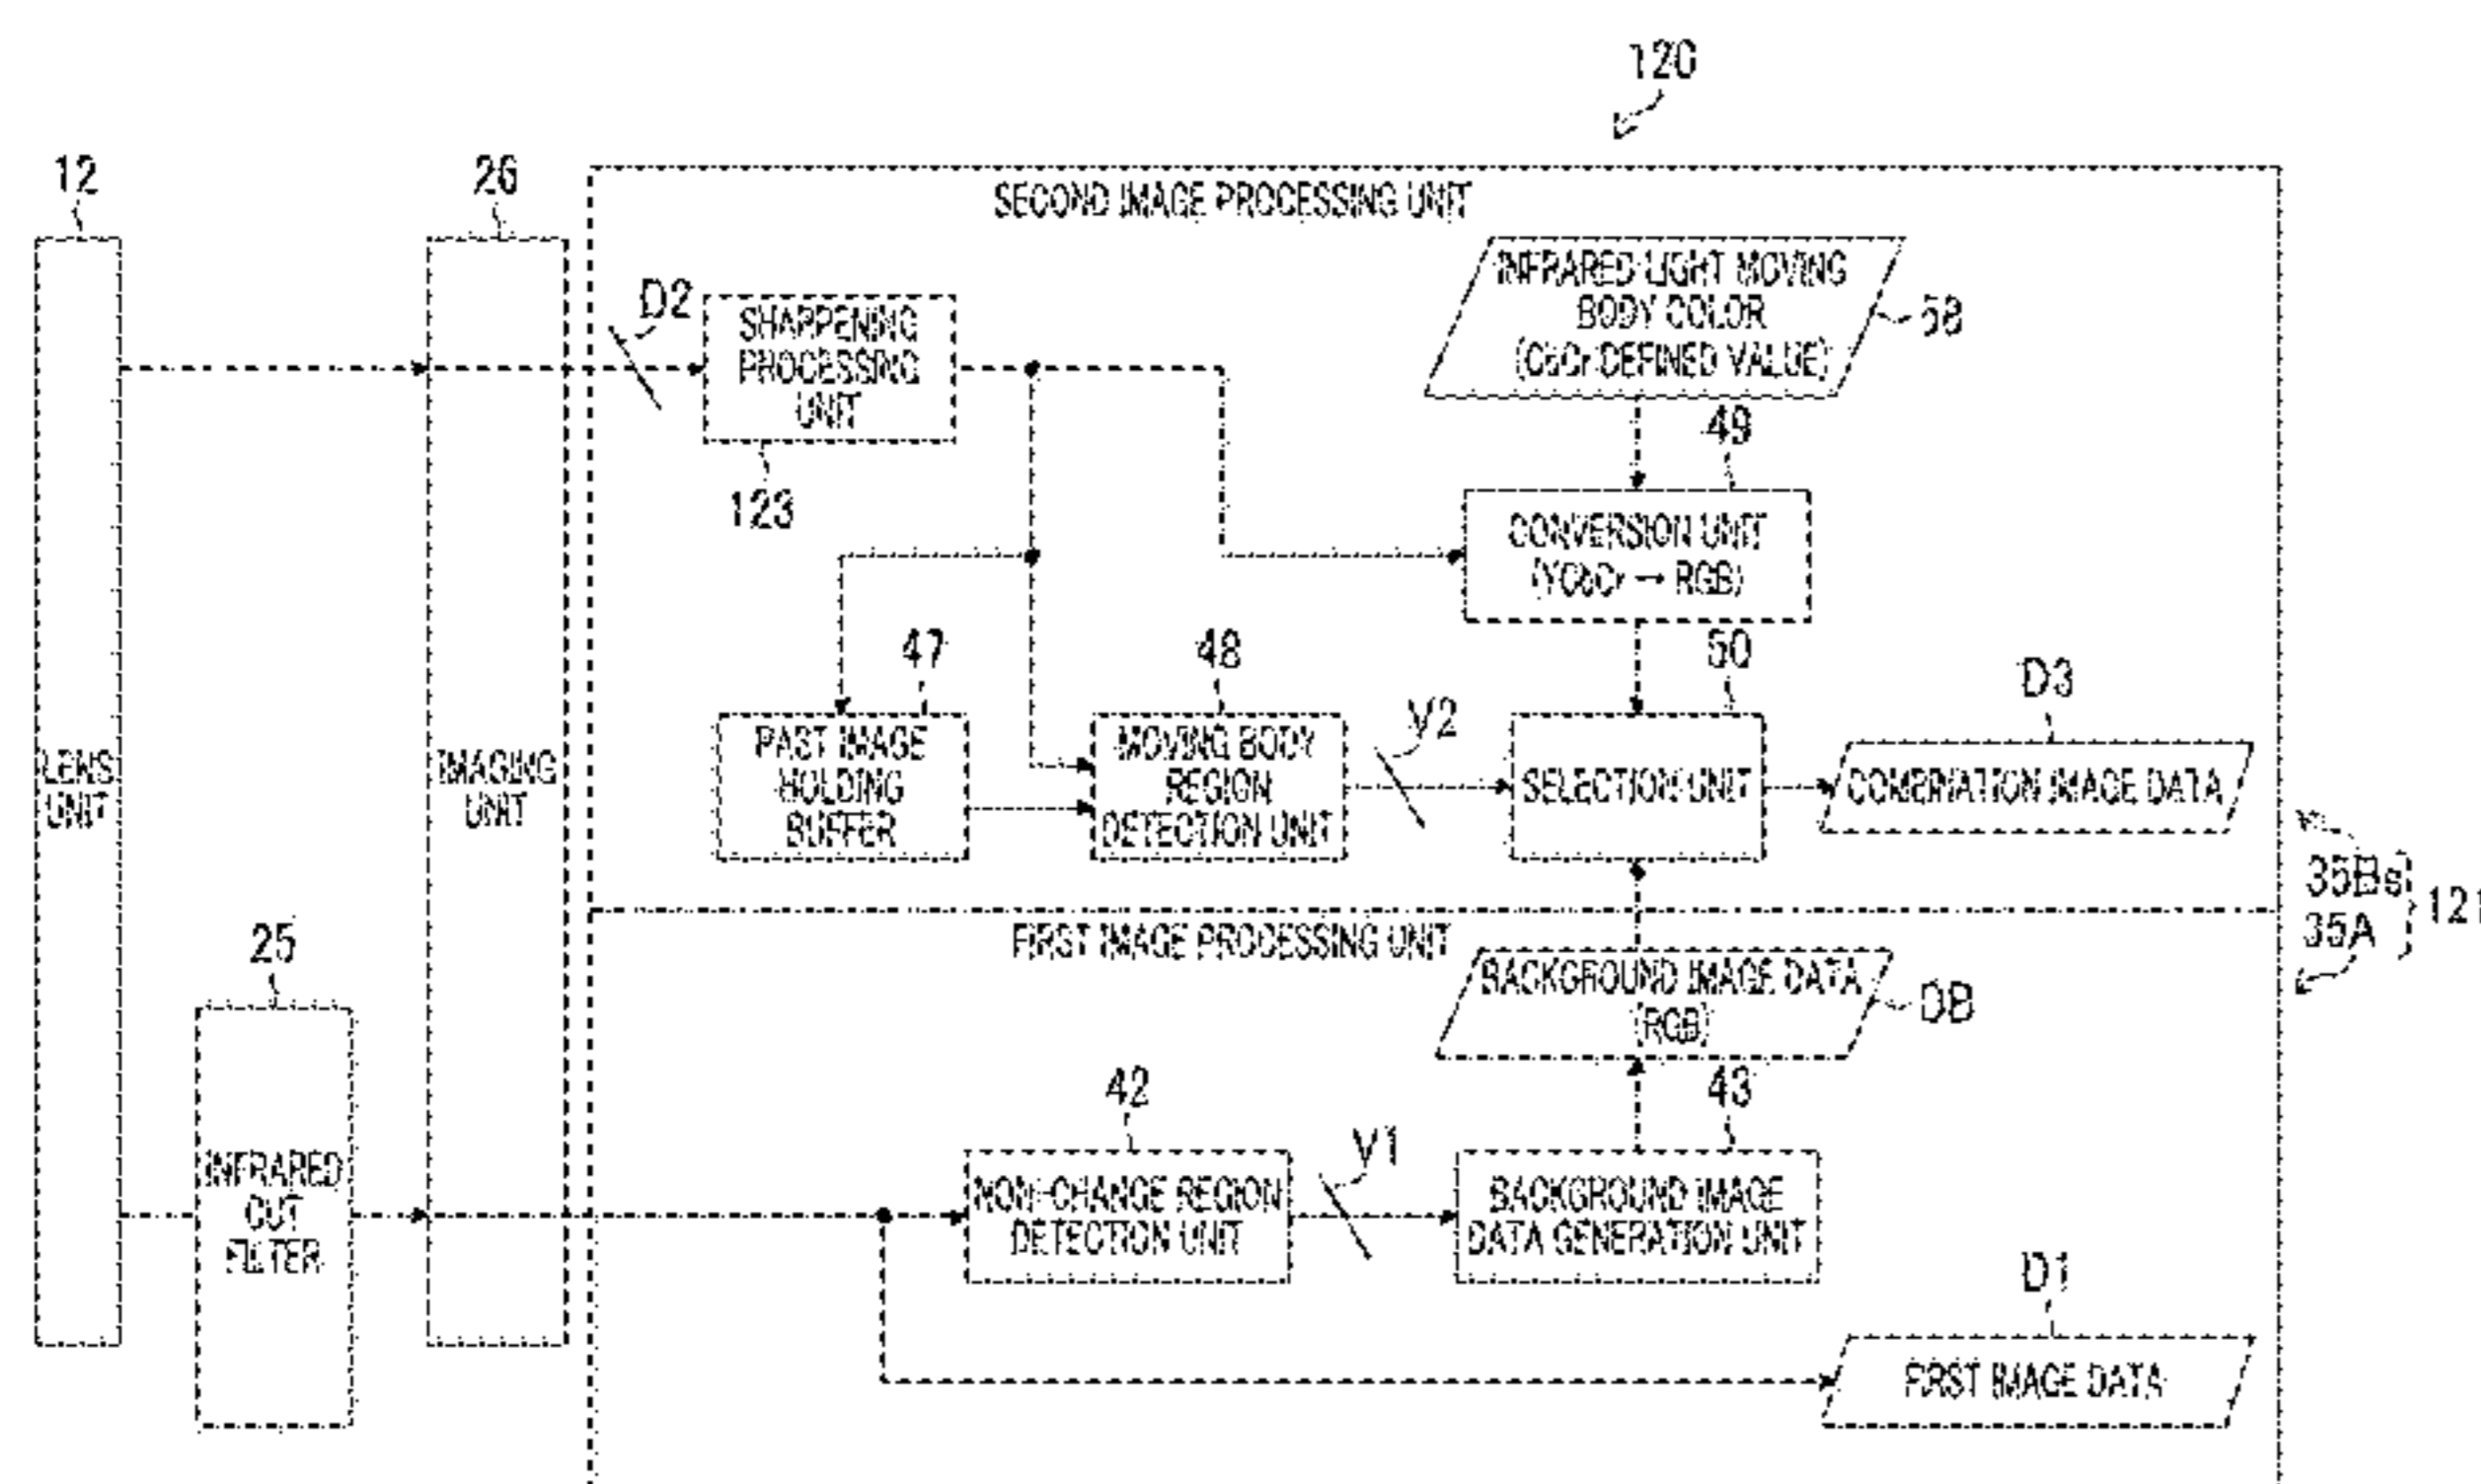 120
12
26
SECOND IMAGE PROCESSING UNIT
D2
SHARPENING
PROCESSING
UNIT
123
INFRARED LIGHT MOVING
BODY COLOR
(CbCr DEFINED VALUE)
58
49
CONVERSION UNIT
(YCbCr → RGB)
47
48
V2
50
D3
LENS
UNIT
IMAGING
UNIT
PAST IMAGE
HOLDING
BUFFER
MOVING BODY
REGION
DETECTION UNIT
SELECTION UNIT
COMBINATION IMAGE DATA
35Bs
35A
121
25
FIRST IMAGE PROCESSING UNIT
BACKGROUND IMAGE DATA
(RGB)
DB
42
V1
43
INFRARED
CUT
FILTER
NON-CHANGE REGION
DETECTION UNIT
BACKGROUND IMAGE
DATA GENERATION UNIT
D1
FIRST IMAGE DATA